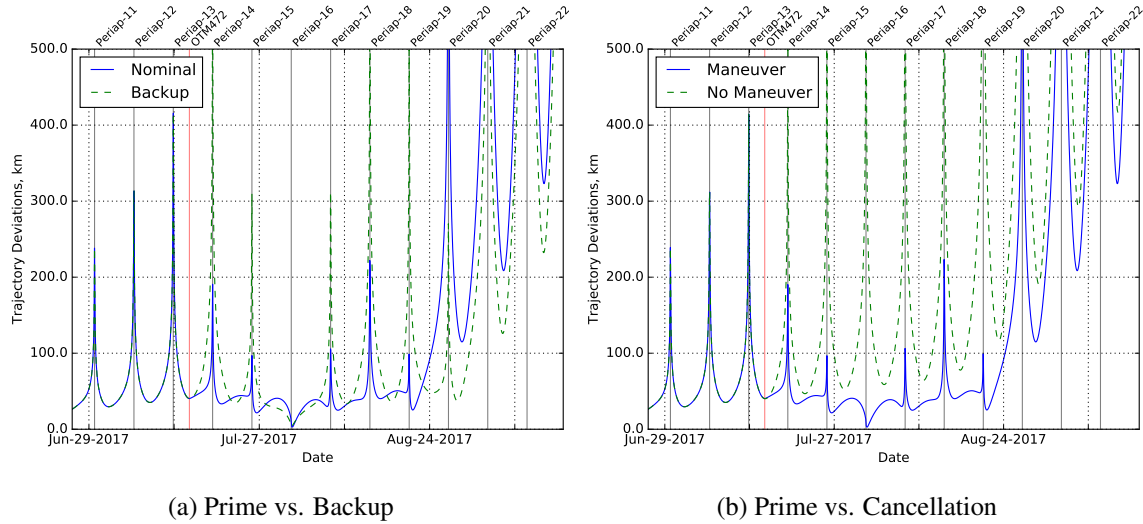 Periap-11 Periap-12 Periap-13 OTM472 Periap-14 Periap-15 Periap-16 Periap-17 Periap-18 Periap-19 Periap-20 Periap-21 Periap-22
500.0
400.0
300.0
200.0
100.0
0.0
Trajectory Deviations, km
Nominal
Backup
Jun-29-2017 Jul-27-2017 Aug-24-2017
Date
(a) Prime vs. Backup
Periap-11 Periap-12 Periap-13 OTM472 Periap-14 Periap-15 Periap-16 Periap-17 Periap-18 Periap-19 Periap-20 Periap-21 Periap-22
500.0
400.0
300.0
200.0
100.0
0.0
Trajectory Deviations, km
Maneuver
No Maneuver
Jun-29-2017 Jul-27-2017 Aug-24-2017
Date
(b) Prime vs. Cancellation